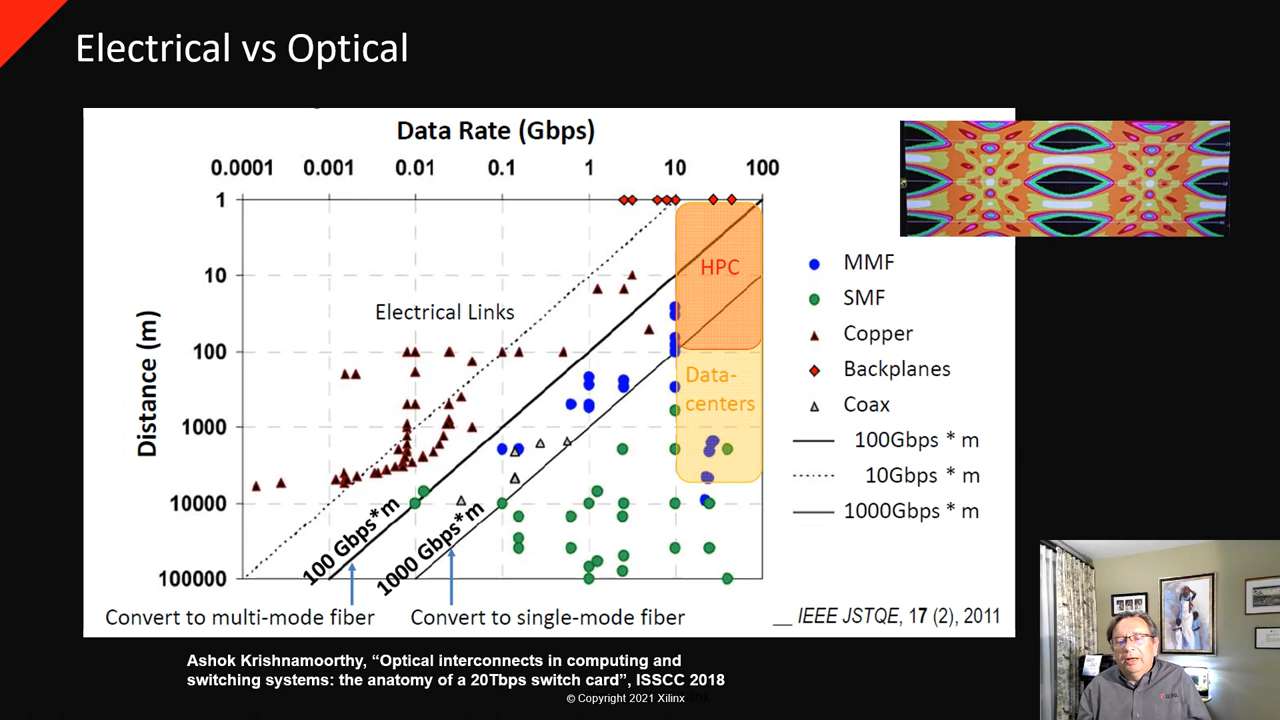 Electrical vs Optical
Data Rate (Gbps)
0.0001 0.001 0.01 0.1 1 10 100
Distance (m)
1
10
100
1000
10000
100000
Electrical Links
HPC
Data-
centers
100 Gbps*m
1000 Gbps*m
MMF
SMF
Copper
Backplanes
Coax
100Gbps * m
10Gbps * m
1000Gbps * m
Convert to multi-mode fiber
Convert to single-mode fiber
__ IEEE JSTQE, 17 (2), 2011
Ashok Krishnamoorthy, “Optical interconnects in computing and
switching systems: the anatomy of a 20Tbps switch card”, ISSCC 2018
© Copyright 2021 Xilinx